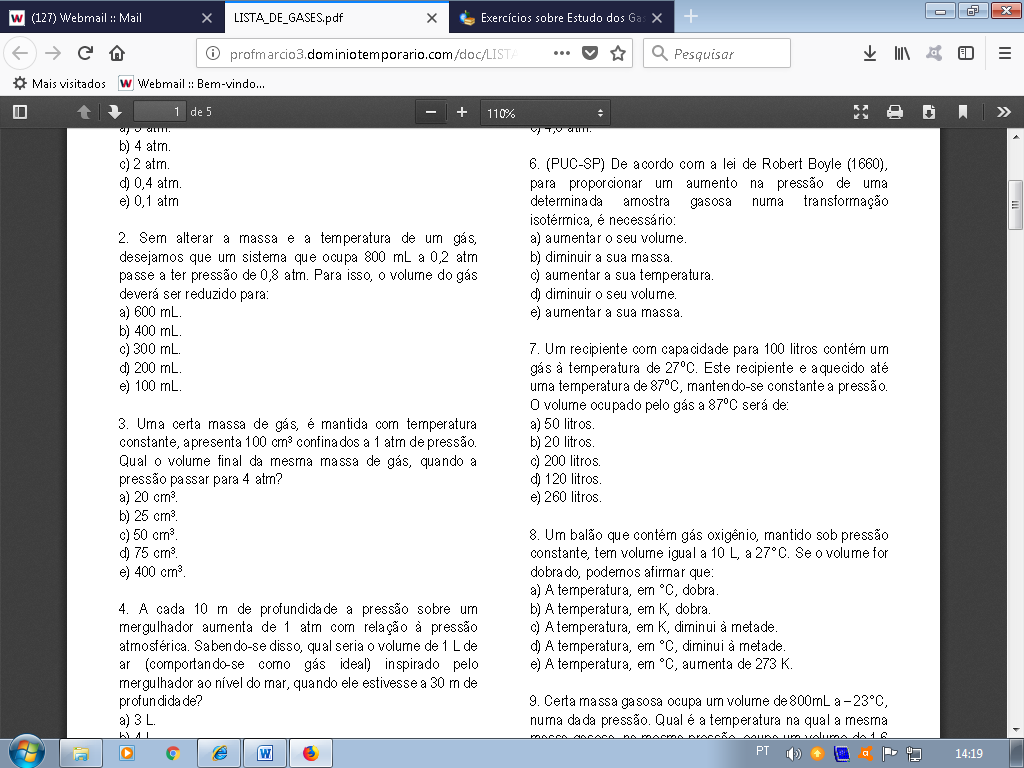 (127) Webmail :: Mail
LISTA_DE_GASES.pdf
Exercícios sobre Estudo dos Ga
profmarcio3.dominiotemporario.com/doc/LIST
Pesquisar
Mais visitados
Webmail :: Bem-vindo...
1 de 5
110%
b) 4 atm.
c) 2 atm.
d) 0,4 atm.
e) 0,1 atm
2. Sem alterar a massa e a temperatura de um gás,
desejamos que um sistema que ocupa 800 mL a 0,2 atm
passe a ter pressão de 0,8 atm. Para isso, o volume do gás
deverá ser reduzido para:
a) 600 mL.
b) 400 mL.
c) 300 mL.
d) 200 mL.
e) 100 mL.
3. Uma certa massa de gás, é mantida com temperatura
constante, apresenta 100 cm³ confinados a 1 atm de pressão.
Qual o volume final da mesma massa de gás, quando a
pressão passar para 4 atm?
a) 20 cm³.
b) 25 cm³.
c) 50 cm³.
d) 75 cm³.
e) 400 cm³.
4. A cada 10 m de profundidade a pressão sobre um
mergulhador aumenta de 1 atm com relação à pressão
atmosférica. Sabendo-se disso, qual seria o volume de 1 L de
ar (comportando-se como gás ideal) inspirado pelo
mergulhador ao nível do mar, quando ele estivesse a 30 m de
profundidade?
a) 3 L.
b) 4 L
6. (PUC-SP) De acordo com a lei de Robert Boyle (1660),
para proporcionar um aumento na pressão de uma
determinada amostra gasosa numa transformação
isotérmica, é necessário:
a) aumentar o seu volume.
b) diminuir a sua massa.
c) aumentar a sua temperatura.
d) diminuir o seu volume.
e) aumentar a sua massa.
7. Um recipiente com capacidade para 100 litros contém um
gás à temperatura de 27ºC. Este recipiente e aquecido até
uma temperatura de 87ºC, mantendo-se constante a pressão.
O volume ocupado pelo gás a 87ºC será de:
a) 50 litros.
b) 20 litros.
c) 200 litros.
d) 120 litros.
e) 260 litros.
8. Um balão que contém gás oxigênio, mantido sob pressão
constante, tem volume igual a 10 L, a 27°C. Se o volume for
dobrado, podemos afirmar que:
a) A temperatura, em °C, dobra.
b) A temperatura, em K, dobra.
c) A temperatura, em K, diminui à metade.
d) A temperatura, em °C, diminui à metade.
e) A temperatura, em °C, aumenta de 273 K.
9. Certa massa gasosa ocupa um volume de 800mL a –23°C,
numa dada pressão. Qual é a temperatura na qual a mesma
massa gasosa, na mesma pressão, ocupa um volume de 1,6
PT
14:19